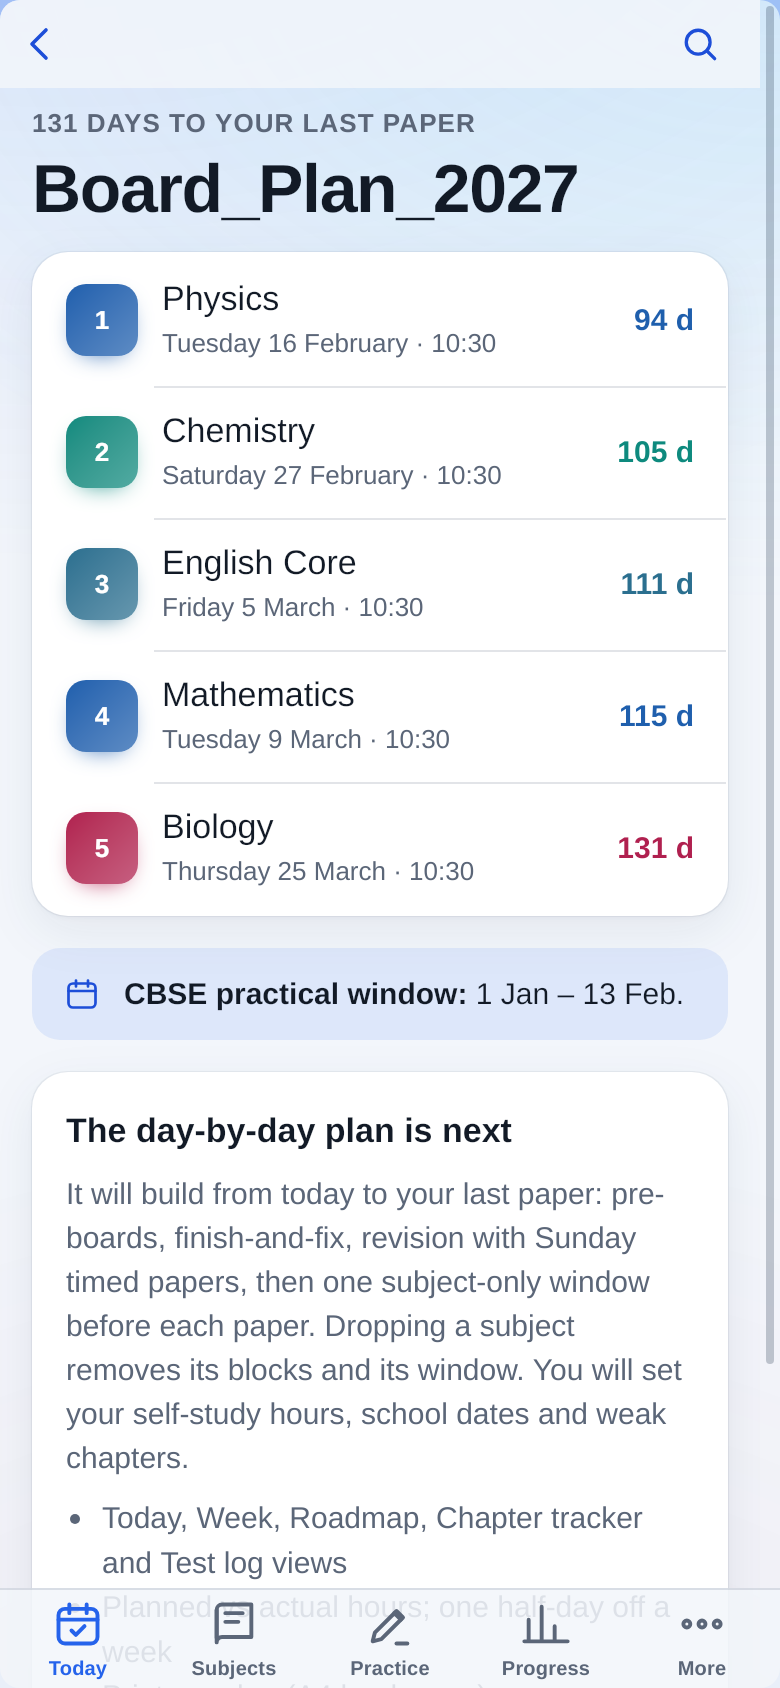 131 DAYS TO YOUR LAST PAPER
Board_Plan_2027
1
Physics
Tuesday 16 February · 10:30
94 d
2
Chemistry
Saturday 27 February · 10:30
105 d
3
English Core
Friday 5 March · 10:30
111 d
4
Mathematics
Tuesday 9 March · 10:30
115 d
5
Biology
Thursday 25 March · 10:30
131 d
CBSE practical window: 1 Jan – 13 Feb.
The day-by-day plan is next
It will build from today to your last paper: pre-
boards, finish-and-fix, revision with Sunday
timed papers, then one subject-only window
before each paper. Dropping a subject
removes its blocks and its window. You will set
your self-study hours, school dates and weak
chapters.
• Today, Week, Roadmap, Chapter tracker
and Test log views
• Planned vs actual hours; one half-day off a
week
Today
Subjects
Practice
Progress
More